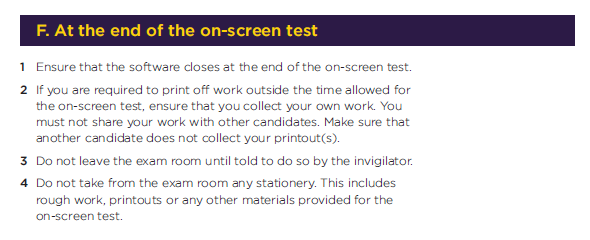 F. At the end of the on-screen test
1 Ensure that the software closes at the end of the on-screen test.
2 If you are required to print off work outside the time allowed for
the on-screen test, ensure that you collect your own work. You
must not share your work with other candidates. Make sure that
another candidate does not collect your printout(s).
3 Do not leave the exam room until told to do so by the invigilator.
4 Do not take from the exam room any stationery. This includes
rough work, printouts or any other materials provided for the
on-screen test.